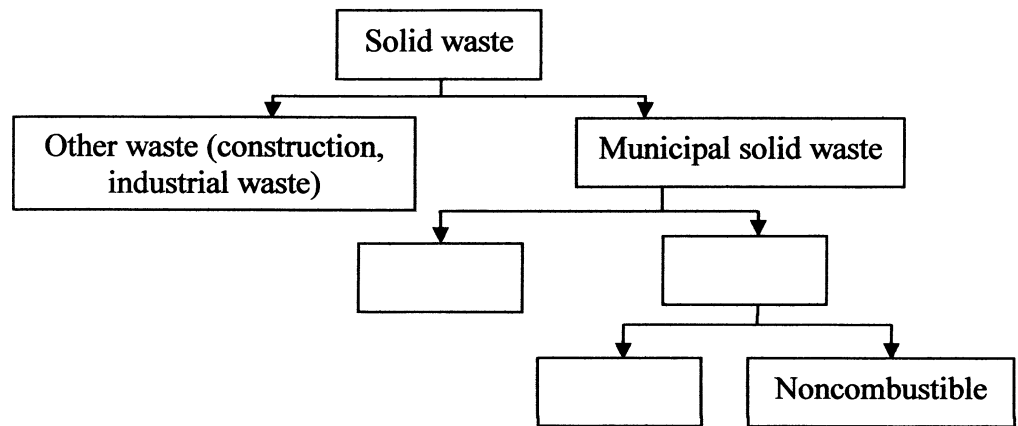 Solid waste
Other waste (construction,
industrial waste)
Municipal solid waste
Noncombustible